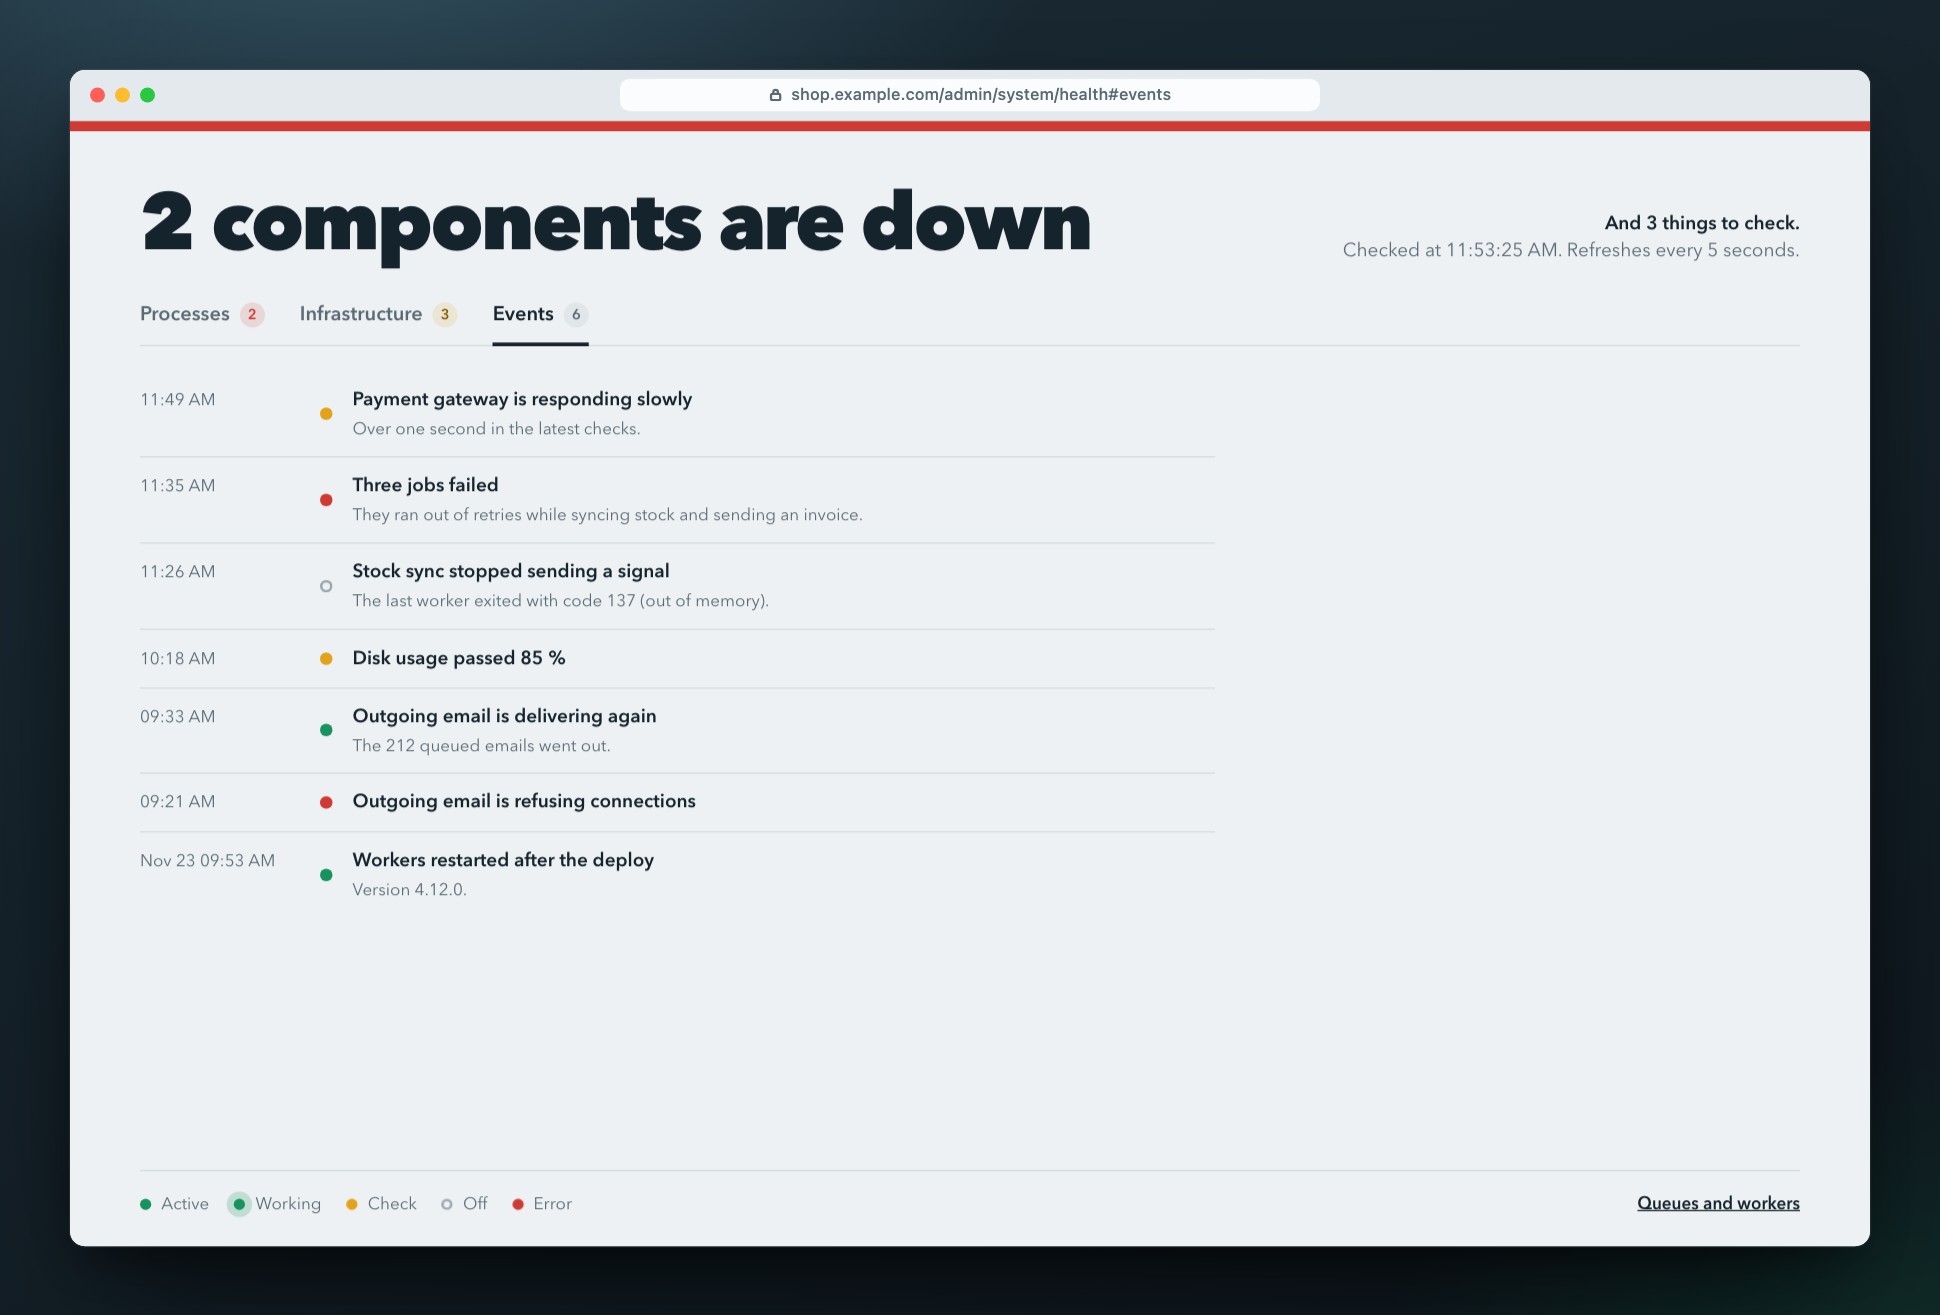 shop.example.com/admin/system/health#events
2 components are down
And 3 things to check.
Checked at 11:53:25 AM. Refreshes every 5 seconds.
Processes 2 Infrastructure 3 Events 6
11:49 AM Payment gateway is responding slowly
Over one second in the latest checks.
11:35 AM Three jobs failed
They ran out of retries while syncing stock and sending an invoice.
11:26 AM Stock sync stopped sending a signal
The last worker exited with code 137 (out of memory).
10:18 AM Disk usage passed 85 %
09:33 AM Outgoing email is delivering again
The 212 queued emails went out.
09:21 AM Outgoing email is refusing connections
Nov 23 09:53 AM Workers restarted after the deploy
Version 4.12.0.
Active Working Check Off Error Queues and workers